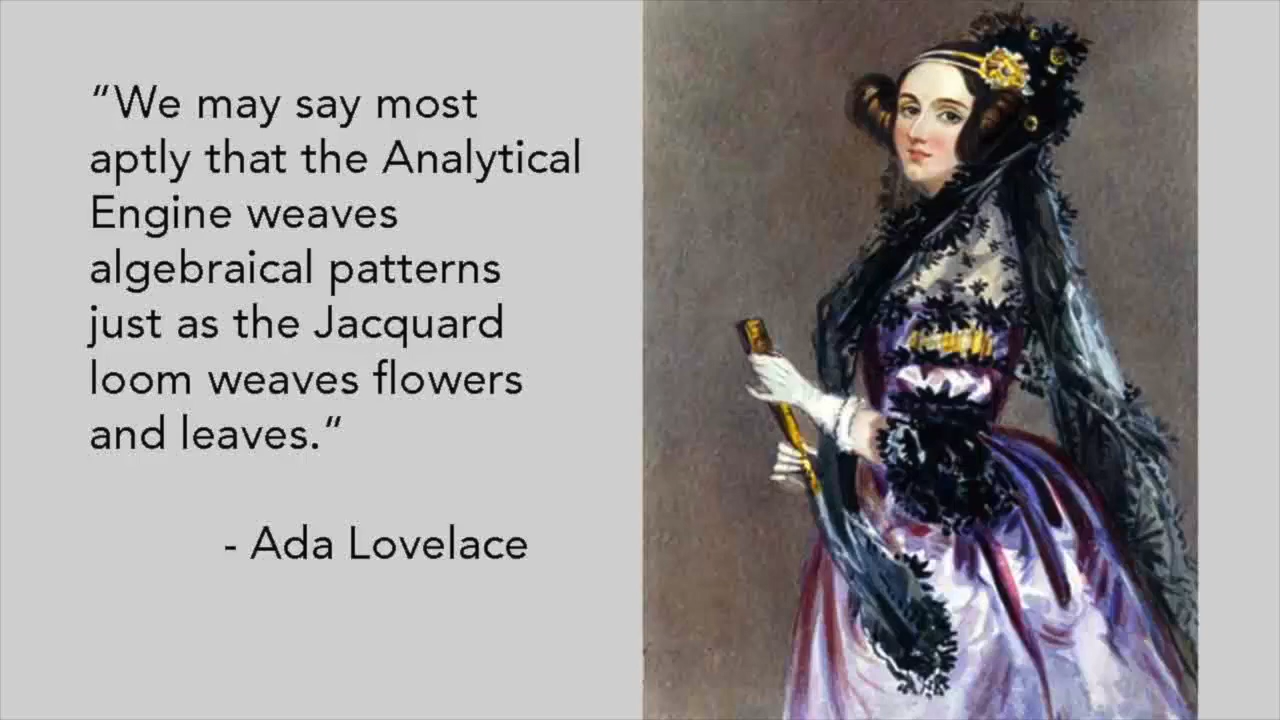 “We may say most
aptly that the Analytical
Engine weaves
algebraical patterns
just as the Jacquard
loom weaves flowers
and leaves.”
- Ada Lovelace